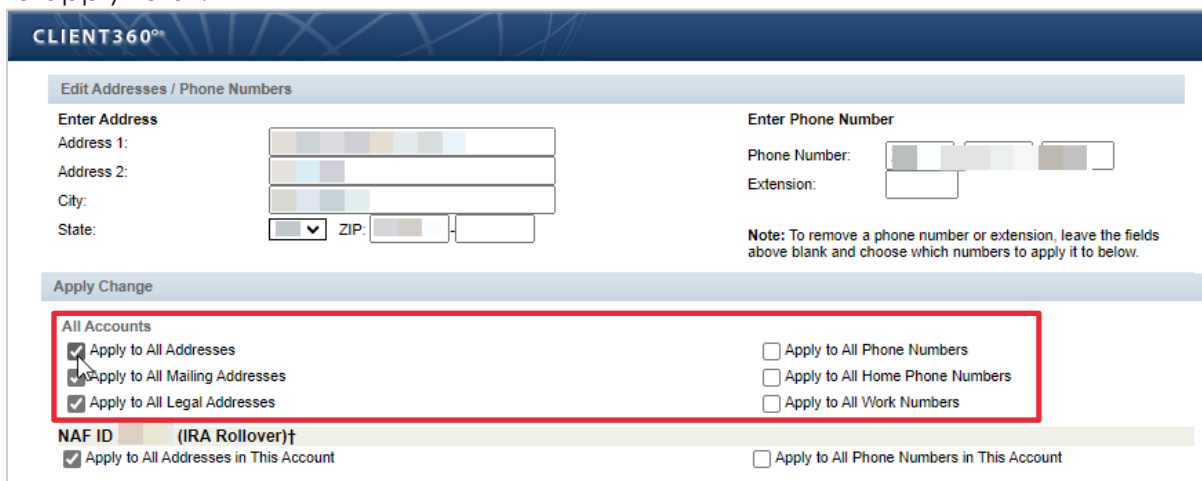 CLIENT360°
Edit Addresses / Phone Numbers
Enter Address
Address 1:
Address 2:
City:
State:
ZIP:
-
Enter Phone Number
Phone Number:
Extension:
Note: To remove a phone number or extension, leave the fields
above blank and choose which numbers to apply it to below.
Apply Change
All Accounts
Apply to All Addresses
Apply to All Mailing Addresses
Apply to All Legal Addresses
Apply to All Phone Numbers
Apply to All Home Phone Numbers
Apply to All Work Numbers
NAF ID (IRA Rollover)†
Apply to All Addresses in This Account
Apply to All Phone Numbers in This Account